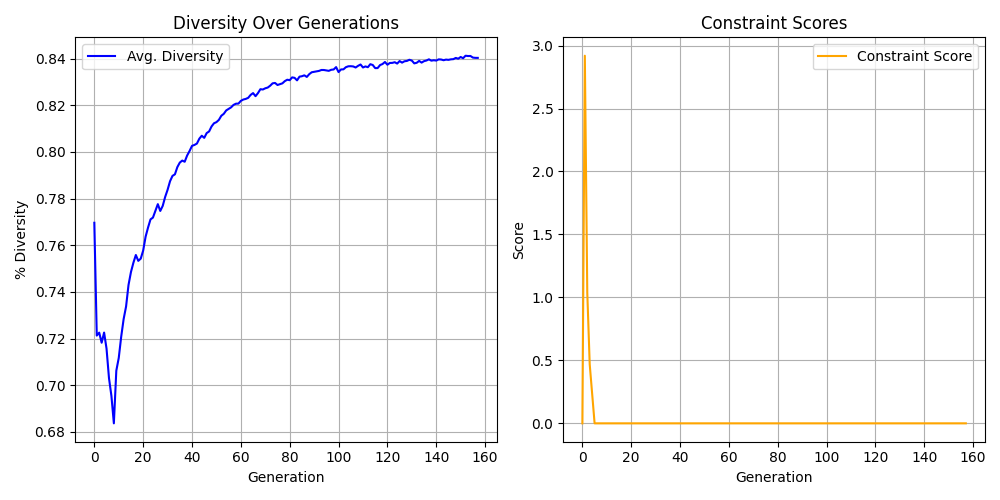 Diversity Over Generations
Avg. Diversity
% Diversity
0.84
0.82
0.80
0.78
0.76
0.74
0.72
0.70
0.68
0 20 40 60 80 100 120 140 160
Generation
Constraint Scores
Constraint Score
Score
3.0
2.5
2.0
1.5
1.0
0.5
0.0
0 20 40 60 80 100 120 140 160
Generation